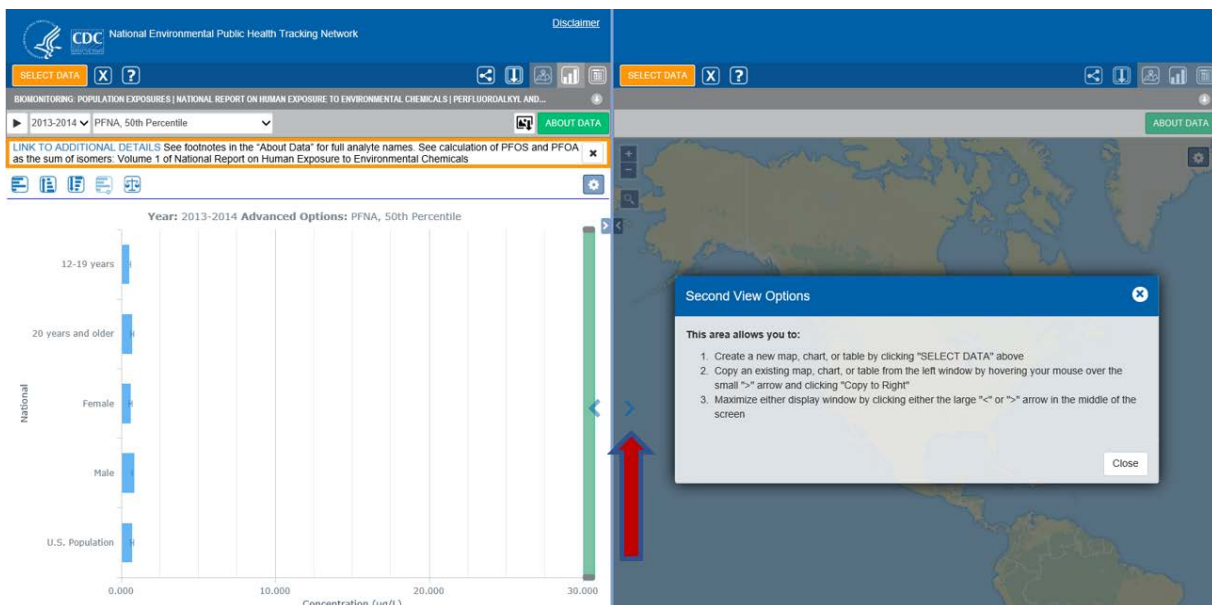 Disclaimer
CDC National Environmental Public Health Tracking Network
SELECT DATA X ?
BIOMONITORING: POPULATION EXPOSURES | NATIONAL REPORT ON HUMAN EXPOSURE TO ENVIRONMENTAL CHEMICALS | PERFLUOROALKYL AND...
2013-2014 PFNA, 50th Percentile ABOUT DATA
LINK TO ADDITIONAL DETAILS See footnotes in the "About Data" for full analyte names. See calculation of PFOS and PFOA
as the sum of isomers: Volume 1 of National Report on Human Exposure to Environmental Chemicals
Year: 2013-2014 Advanced Options: PFNA, 50th Percentile
National
12-19 years
20 years and older
Female
Male
U.S. Population
0.000 10.000 20.000 30.000
Concentration (ug/L)
SELECT DATA X ?
ABOUT DATA
Second View Options
This area allows you to:
1. Create a new map, chart, or table by clicking "SELECT DATA" above
2. Copy an existing map, chart, or table from the left window by hovering your mouse over the
small ">" arrow and clicking "Copy to Right"
3. Maximize either display window by clicking either the large "<" or ">" arrow in the middle of the
screen
Close